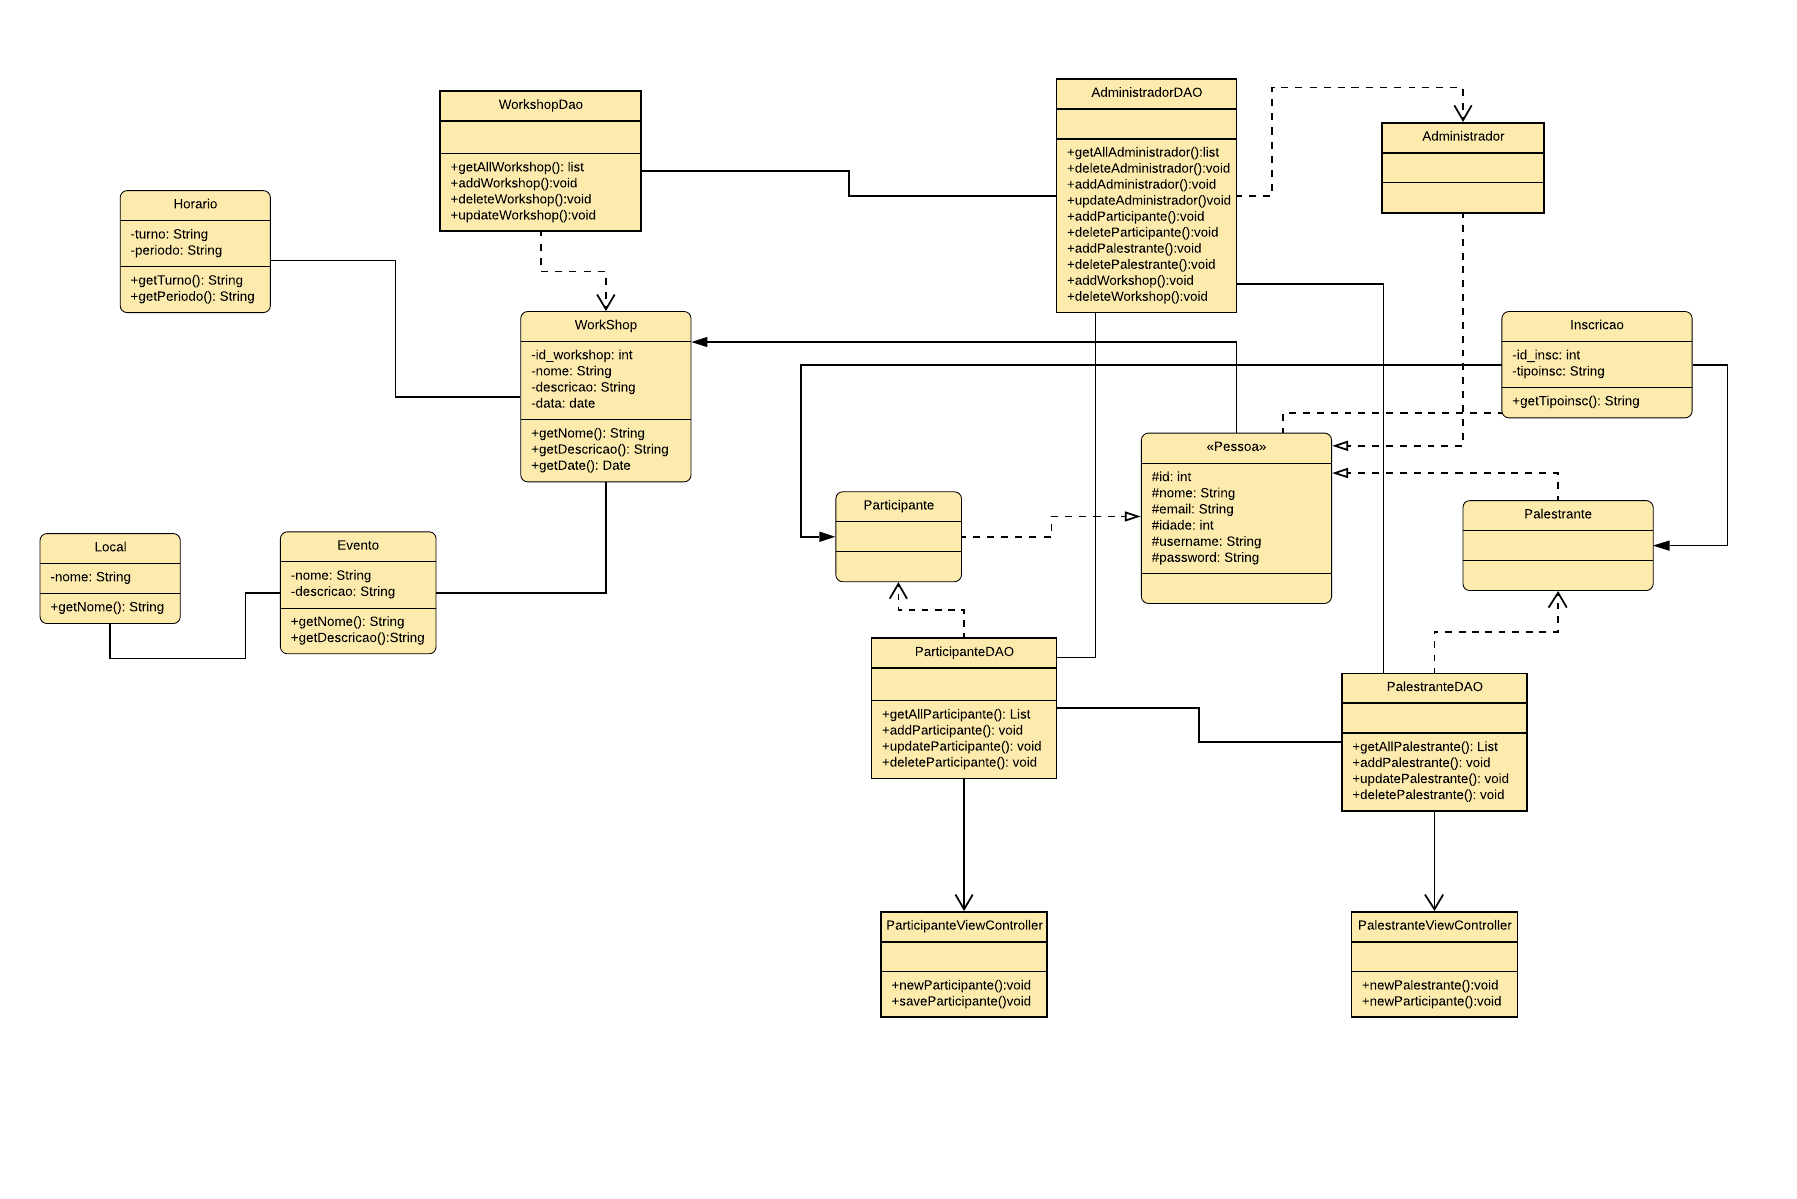 WorkshopDao
+getAllWorkshop(): list
+addWorkshop():void
+deleteWorkshop():void
+updateWorkshop():void
AdministradorDAO
+getAllAdministrador():list
+deleteAdministrador():void
+addAdministrador():void
+updateAdministrador()void
+addParticipante():void
+deleteParticipante():void
+addPalestrante():void
+deletePalestrante():void
+addWorkshop():void
+deleteWorkshop():void
Administrador
Horario
-turno: String
-periodo: String
+getTurno(): String
+getPeriodo(): String
WorkShop
-id_workshop: int
-nome: String
-descricao: String
-data: date
+getNome(): String
+getDescricao(): String
+getDate(): Date
Inscricao
-id_insc: int
-tipoinsc: String
+getTipoinsc(): String
«Pessoa»
#id: int
#nome: String
#email: String
#idade: int
#username: String
#password: String
Participante
Palestrante
Local
-nome: String
+getNome(): String
Evento
-nome: String
-descricao: String
+getNome(): String
+getDescricao():String
ParticipanteDAO
+getAllParticipante(): List
+addParticipante(): void
+updateParticipante(): void
+deleteParticipante(): void
PalestranteDAO
+getAllPalestrante(): List
+addPalestrante(): void
+updatePalestrante(): void
+deletePalestrante(): void
ParticipanteViewController
+newParticipante():void
+saveParticipante()void
PalestranteViewController
+newPalestrante():void
+newParticipante():void